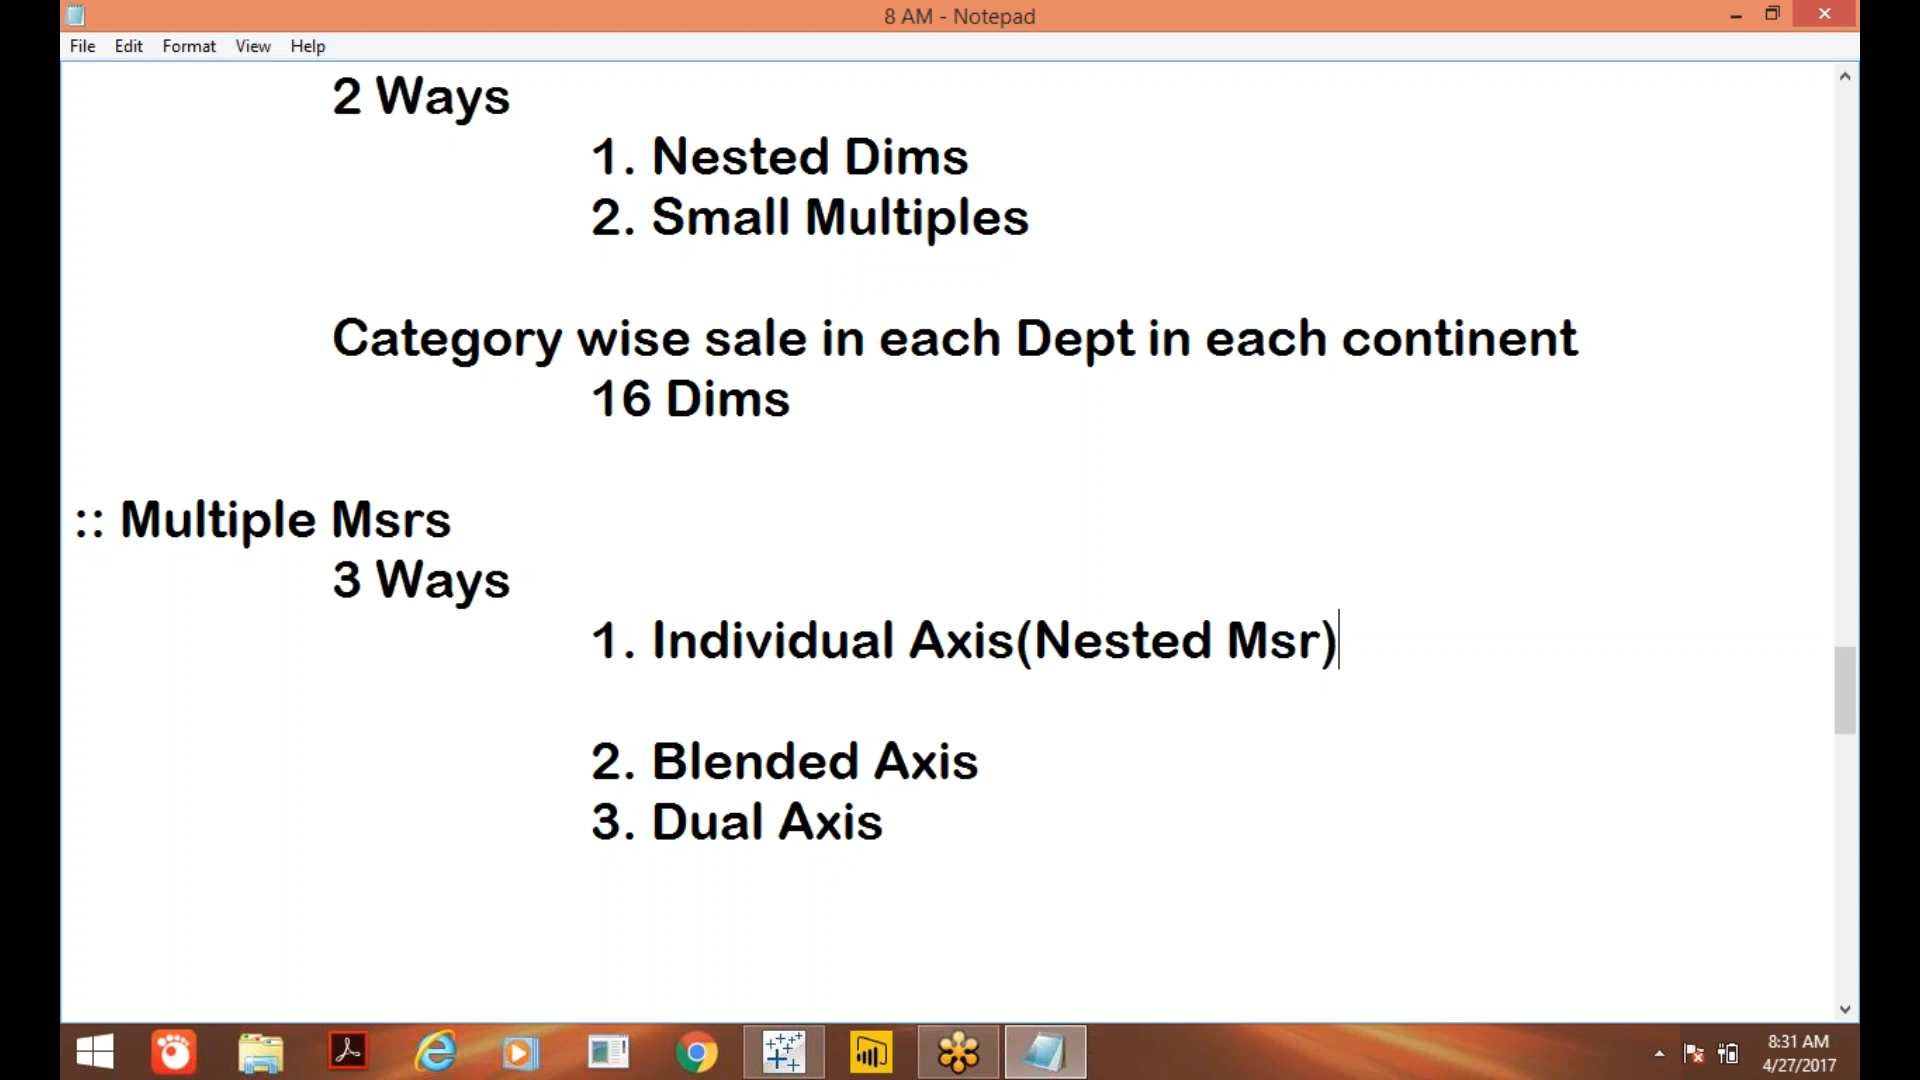 8 AM - Notepad
File Edit Format View Help
2 Ways
1. Nested Dims
2. Small Multiples
Category wise sale in each Dept in each continent
16 Dims
:: Multiple Msrs
3 Ways
1. Individual Axis(Nested Msr)
2. Blended Axis
3. Dual Axis
8:31 AM
4/27/2017